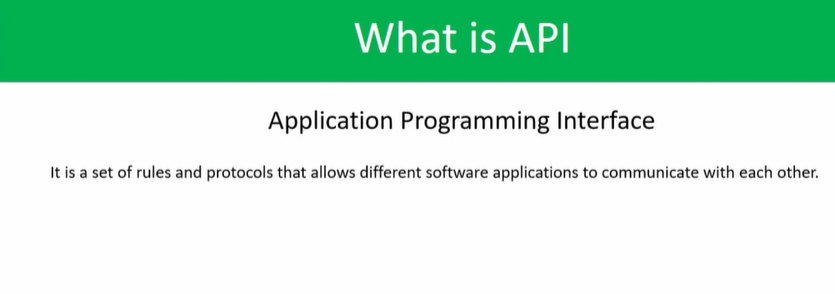 What is API
Application Programming Interface
It is a set of rules and protocols that allows different software applications to communicate with each other.